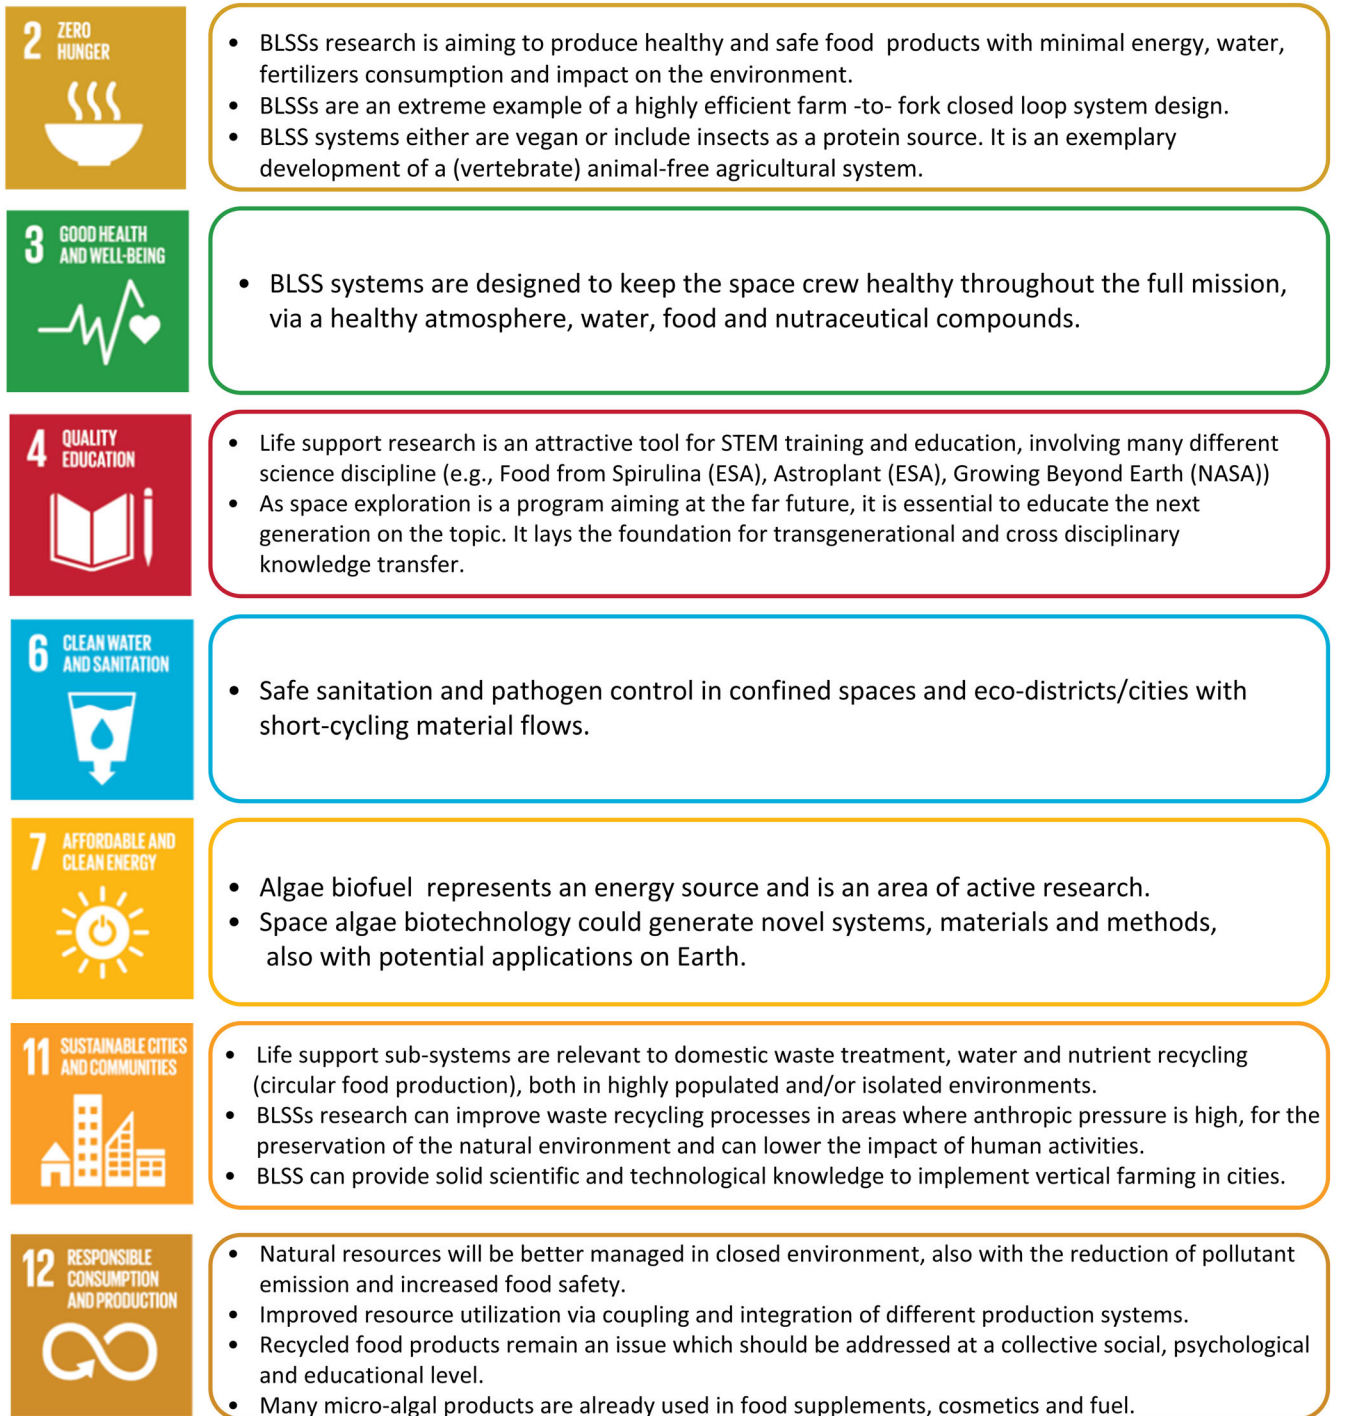 2 ZERO
HUNGER
• BLSSs research is aiming to produce healthy and safe food products with minimal energy, water,
fertilizers consumption and impact on the environment.
• BLSSs are an extreme example of a highly efficient farm -to- fork closed loop system design.
• BLSS systems either are vegan or include insects as a protein source. It is an exemplary
development of a (vertebrate) animal-free agricultural system.
3 GOOD HEALTH
AND WELL-BEING
• BLSS systems are designed to keep the space crew healthy throughout the full mission,
via a healthy atmosphere, water, food and nutraceutical compounds.
4 QUALITY
EDUCATION
• Life support research is an attractive tool for STEM training and education, involving many different
science discipline (e.g., Food from Spirulina (ESA), Astroplant (ESA), Growing Beyond Earth (NASA))
• As space exploration is a program aiming at the far future, it is essential to educate the next
generation on the topic. It lays the foundation for transgenerational and cross disciplinary
knowledge transfer.
6 CLEAN WATER
AND SANITATION
• Safe sanitation and pathogen control in confined spaces and eco-districts/cities with
short-cycling material flows.
7 AFFORDABLE AND
CLEAN ENERGY
• Algae biofuel represents an energy source and is an area of active research.
• Space algae biotechnology could generate novel systems, materials and methods,
also with potential applications on Earth.
11 SUSTAINABLE CITIES
AND COMMUNITIES
• Life support sub-systems are relevant to domestic waste treatment, water and nutrient recycling
(circular food production), both in highly populated and/or isolated environments.
• BLSSs research can improve waste recycling processes in areas where anthropic pressure is high, for the
preservation of the natural environment and can lower the impact of human activities.
• BLSS can provide solid scientific and technological knowledge to implement vertical farming in cities.
12 RESPONSIBLE
CONSUMPTION
AND PRODUCTION
• Natural resources will be better managed in closed environment, also with the reduction of pollutant
emission and increased food safety.
• Improved resource utilization via coupling and integration of different production systems.
• Recycled food products remain an issue which should be addressed at a collective social, psychological
and educational level.
• Many micro-algal products are already used in food supplements, cosmetics and fuel.